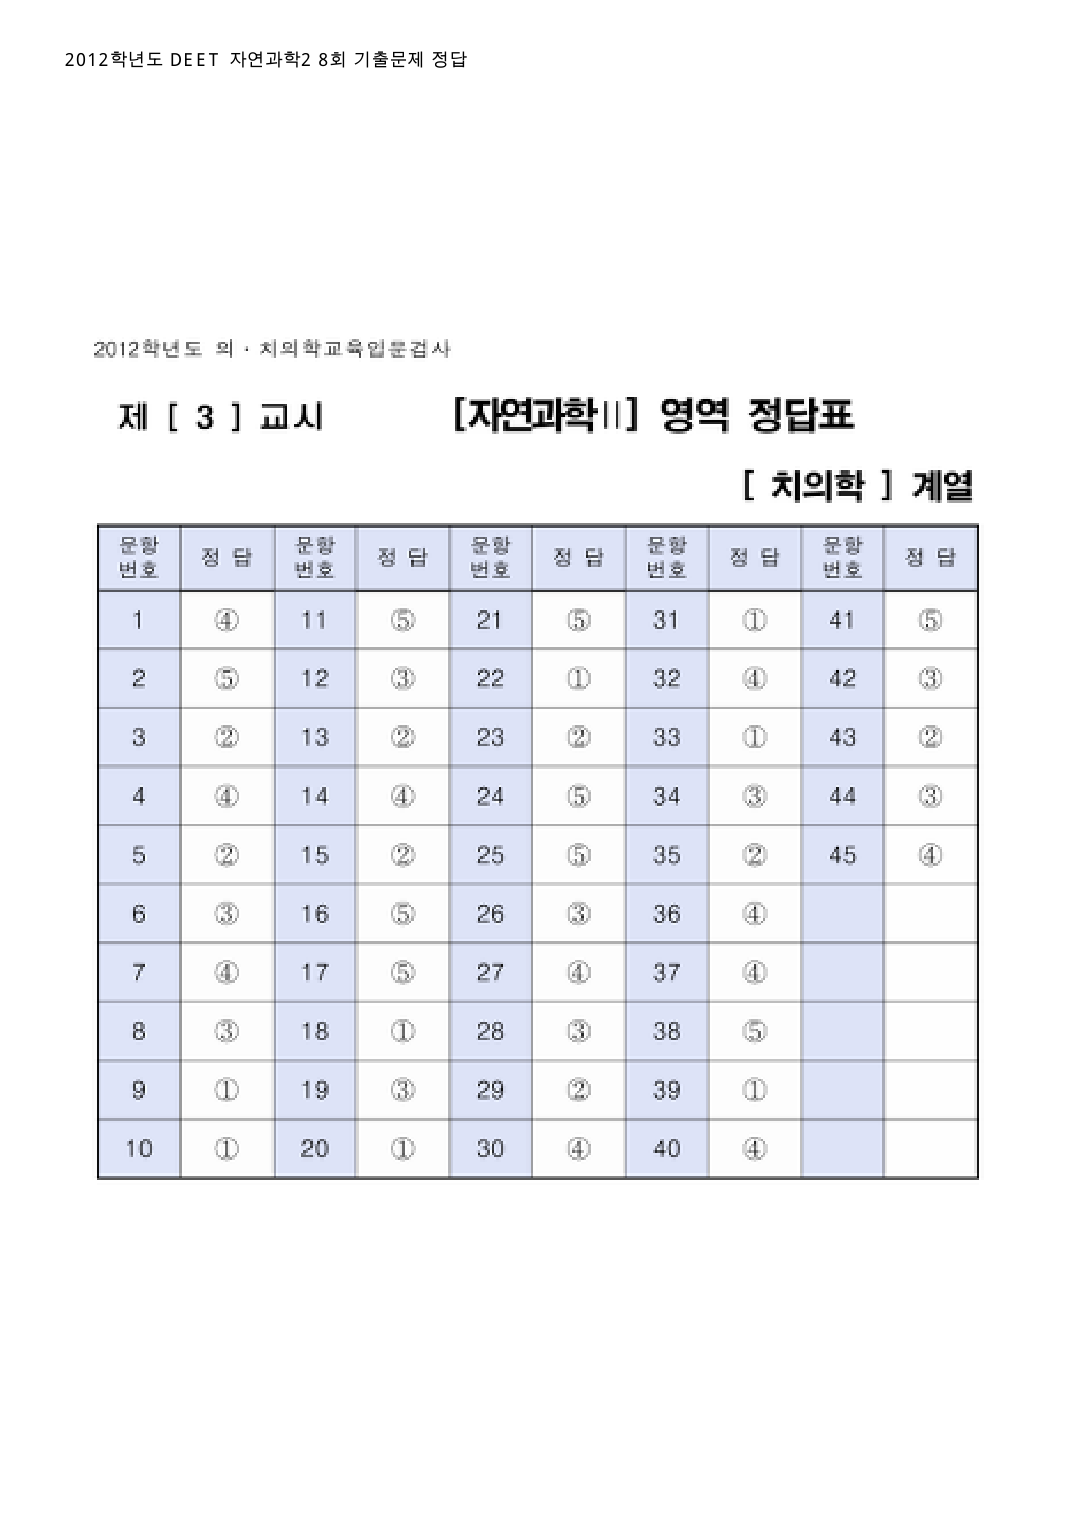 2012학년도 DEET 자연과학2 8회 기출문제 정답
2012학년도 의·치의학교육입문검사
제 [ 3 ] 교시 [자연과학Ⅱ] 영역 정답표
[ 치의학 ] 계열
문항 번호 정 답 문항 번호 정 답 문항 번호 정 답 문항 번호 정 답 문항 번호 정 답
1 ④ 11 ⑤ 21 ⑤ 31 ① 41 ⑤
2 ⑤ 12 ③ 22 ① 32 ④ 42 ③
3 ② 13 ② 23 ② 33 ① 43 ②
4 ④ 14 ④ 24 ⑤ 34 ③ 44 ③
5 ② 15 ② 25 ⑤ 35 ② 45 ④
6 ③ 16 ⑤ 26 ③ 36 ④
7 ④ 17 ⑤ 27 ④ 37 ④
8 ③ 18 ① 28 ③ 38 ⑤
9 ① 19 ③ 29 ② 39 ①
10 ① 20 ① 30 ④ 40 ④